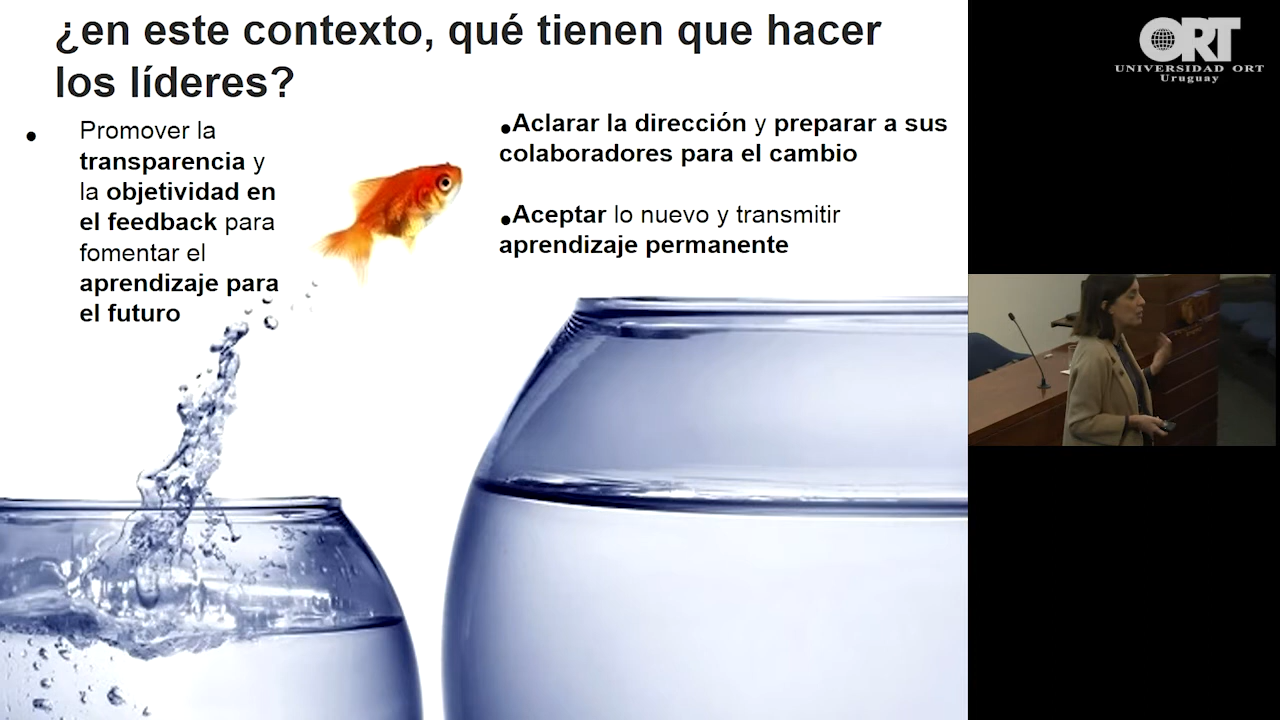 ¿en este contexto, qué tienen que hacer
los líderes?
• Promover la
transparencia y
la objetividad en
el feedback para
fomentar el
aprendizaje para
el futuro
•Aclarar la dirección y preparar a sus
colaboradores para el cambio
•Aceptar lo nuevo y transmitir
aprendizaje permanente
ORT
UNIVERSIDAD ORT
Uruguay